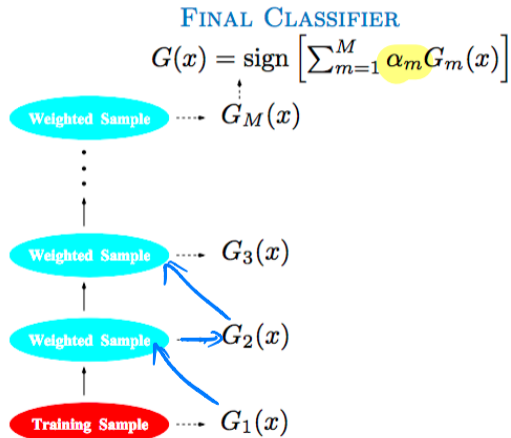 FINAL CLASSIFIER
G(x) = sign [∑_{m=1}^{M} α_m G_m(x)]
Weighted Sample G_M(x)
Weighted Sample G_3(x)
Weighted Sample G_2(x)
Training Sample G_1(x)